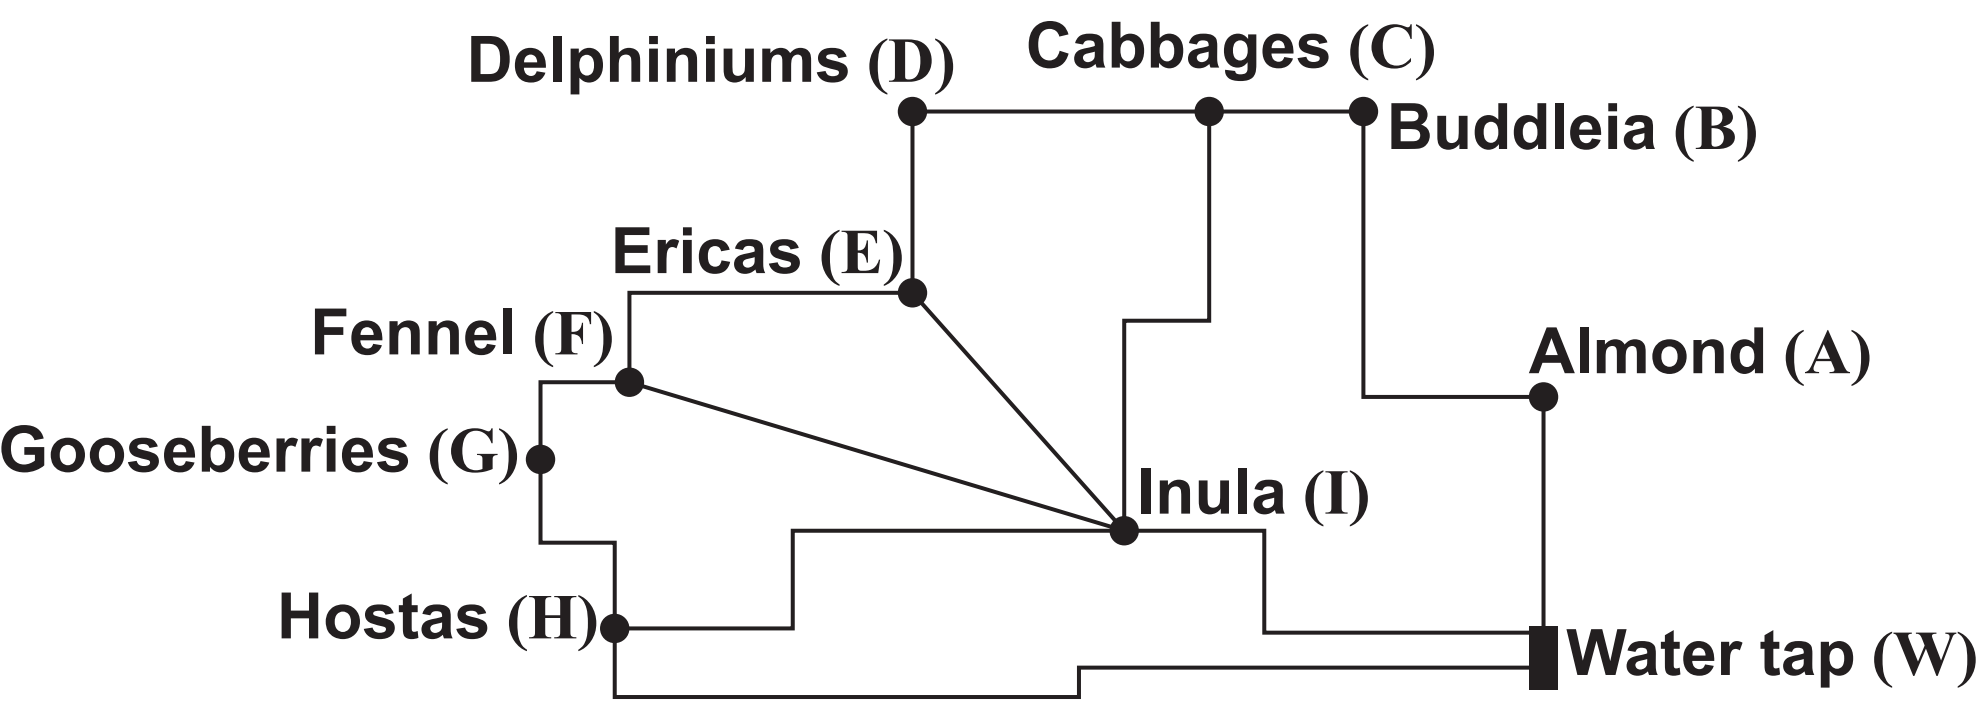 Delphiniums (D)
Cabbages (C)
Buddleia (B)
Ericas (E)
Fennel (F)
Almond (A)
Gooseberries (G)
Inula (I)
Hostas (H)
Water tap (W)